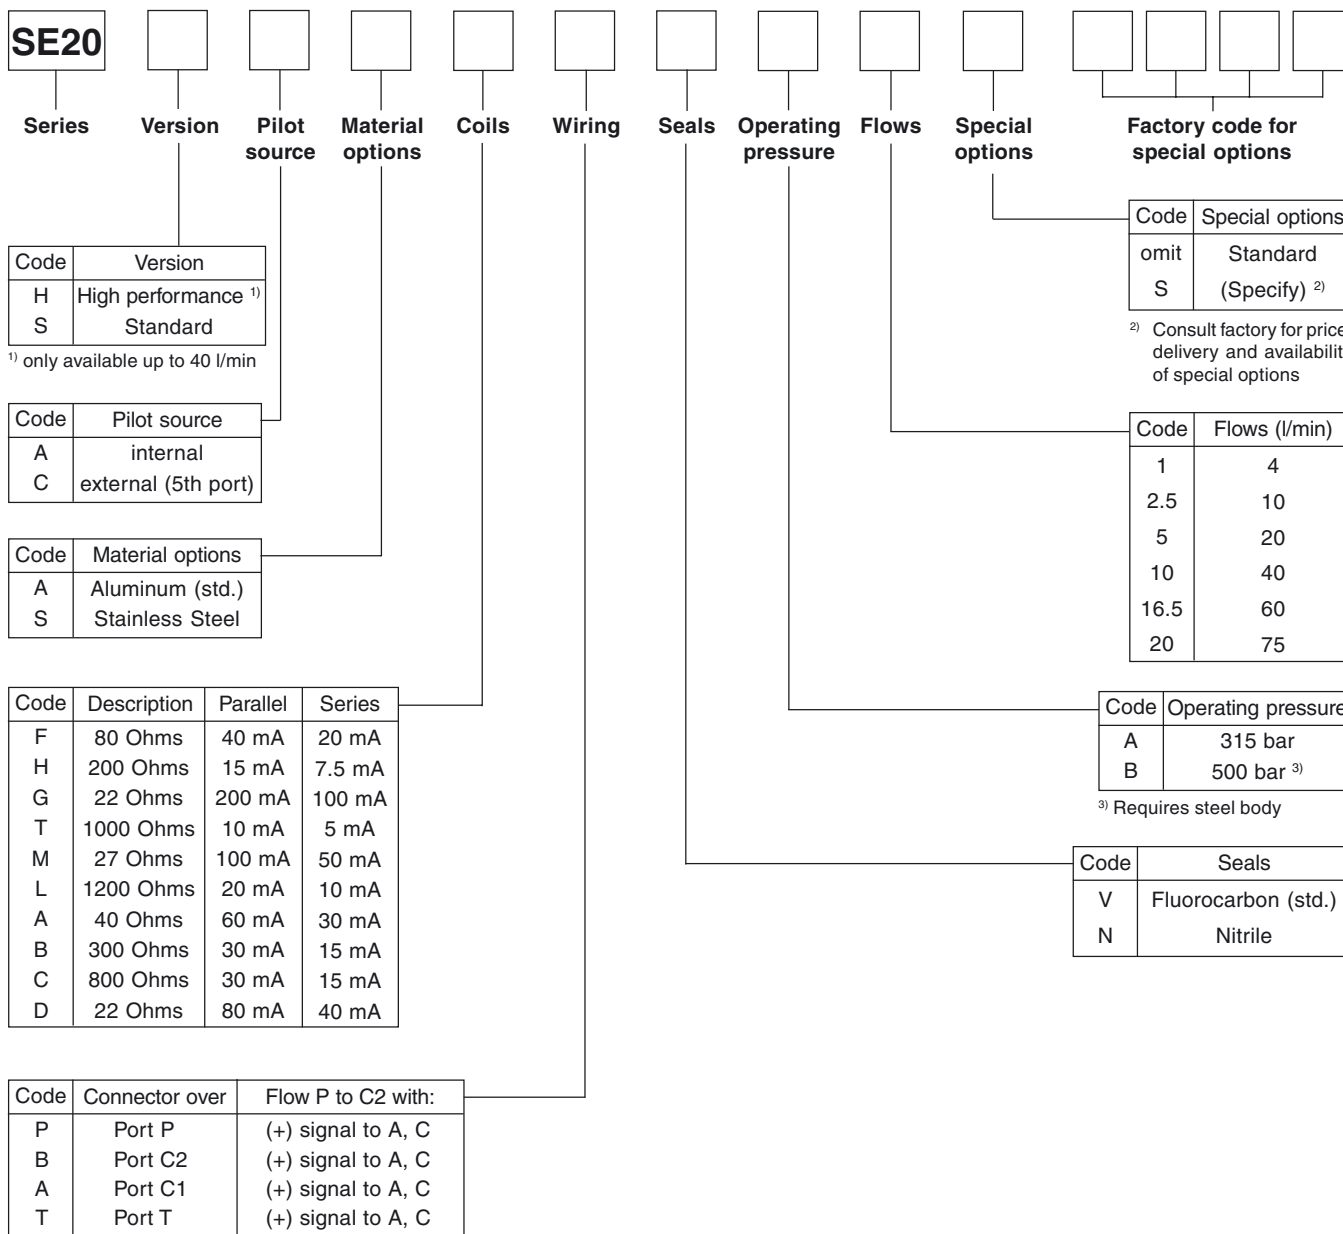 SE20
Series Version Pilot source Material options Coils Wiring Seals Operating pressure Flows Special options Factory code for special options
Code Version
H High performance 1)
S Standard
1) only available up to 40 l/min
Code Pilot source
A internal
C external (5th port)
Code Material options
A Aluminum (std.)
S Stainless Steel
Code Description Parallel Series
F 80 Ohms 40 mA 20 mA
H 200 Ohms 15 mA 7.5 mA
G 22 Ohms 200 mA 100 mA
T 1000 Ohms 10 mA 5 mA
M 27 Ohms 100 mA 50 mA
L 1200 Ohms 20 mA 10 mA
A 40 Ohms 60 mA 30 mA
B 300 Ohms 30 mA 15 mA
C 800 Ohms 30 mA 15 mA
D 22 Ohms 80 mA 40 mA
Code Connector over Flow P to C2 with:
P Port P (+) signal to A, C
B Port C2 (+) signal to A, C
A Port C1 (+) signal to A, C
T Port T (+) signal to A, C
Code Special options
omit Standard
S (Specify) 2)
2) Consult factory for price
delivery and availabilit
of special options
Code Flows (l/min)
1 4
2.5 10
5 20
10 40
16.5 60
20 75
Code Operating pressure
A 315 bar
B 500 bar 3)
3) Requires steel body
Code Seals
V Fluorocarbon (std.)
N Nitrile